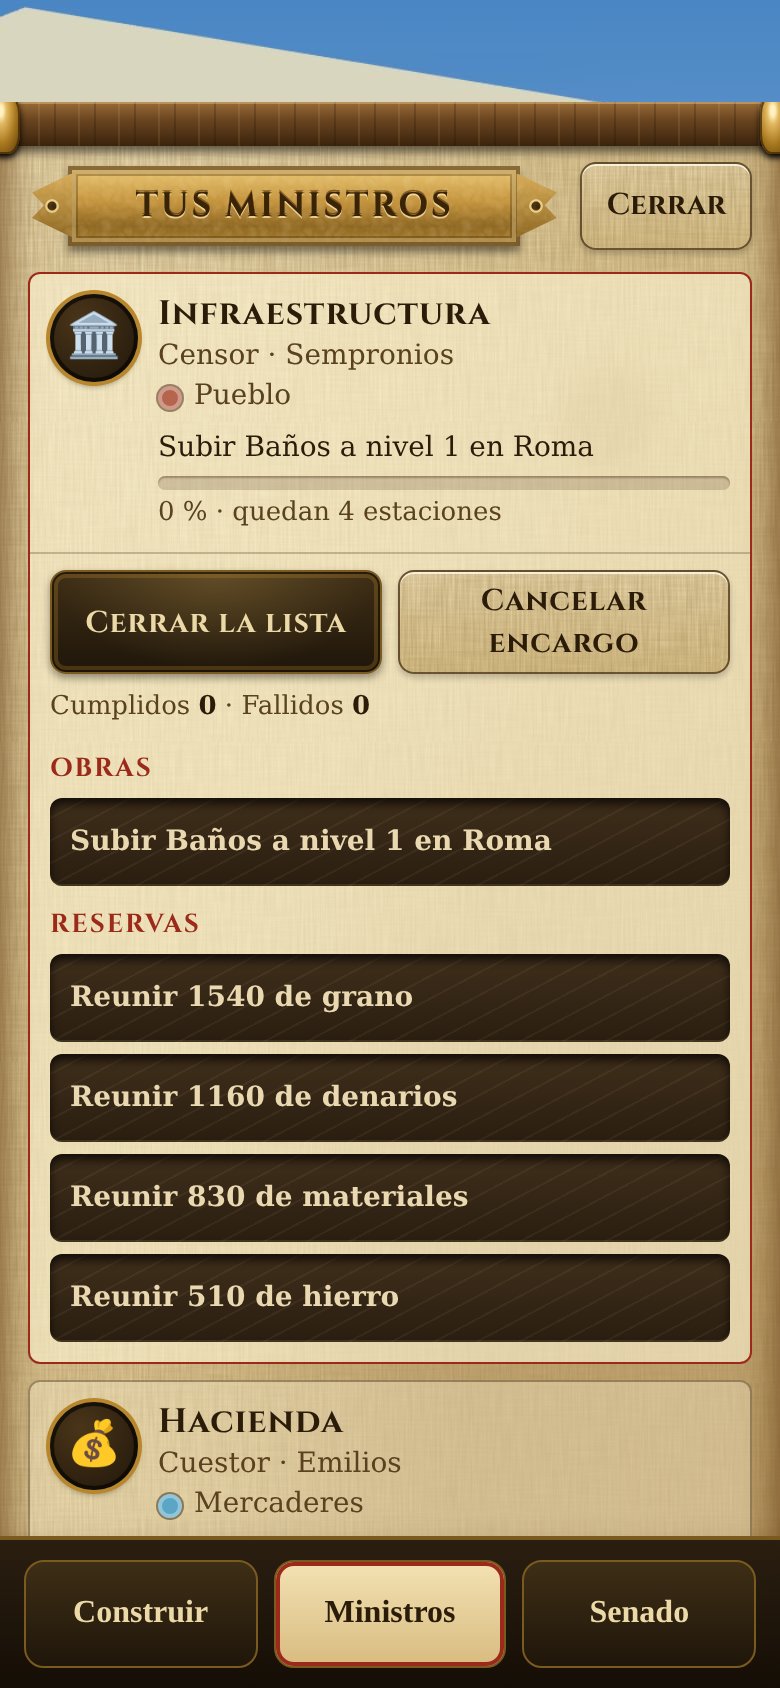 TUS MINISTROS
CERRAR
INFRAESTRUCTURA
Censor · Sempronios
Pueblo
Subir Baños a nivel 1 en Roma
0 % · quedan 4 estaciones
CERRAR LA LISTA
CANCELAR
ENCARGO
Cumplidos 0 · Fallidos 0
OBRAS
Subir Baños a nivel 1 en Roma
RESERVAS
Reunir 1540 de grano
Reunir 1160 de denarios
Reunir 830 de materiales
Reunir 510 de hierro
HACIENDA
Cuestor · Emilios
Mercaderes
Construir
Ministros
Senado